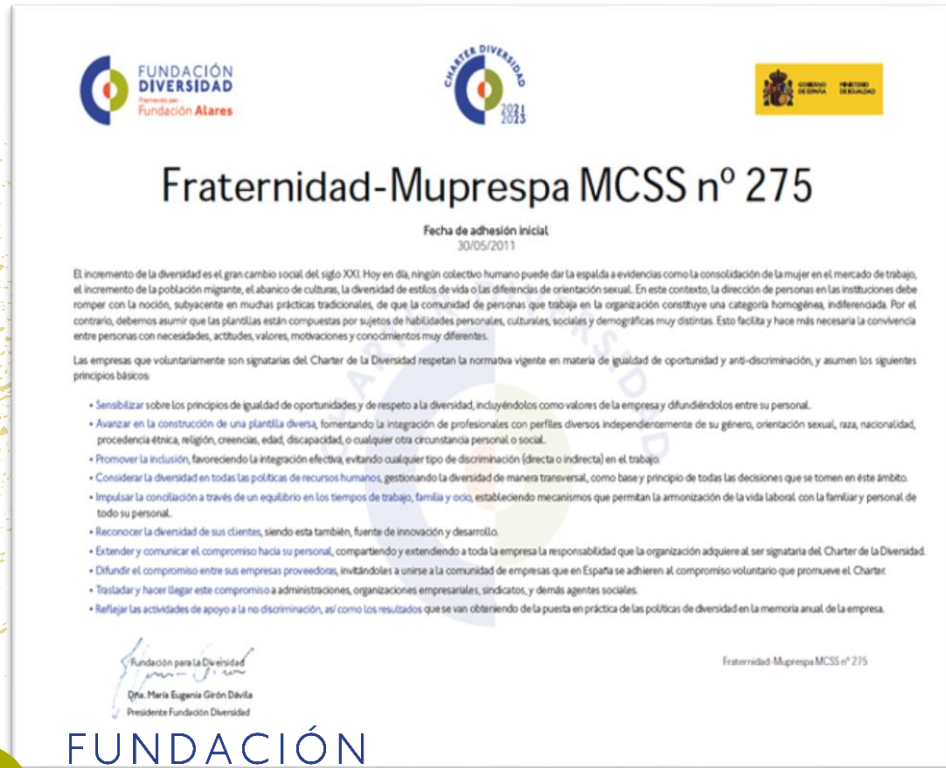 FUNDACIÓN
DIVERSIDAD
Promovida por
Fundación Alares
CHARTER DIVERSIDAD
2021
2023
GOBIERNO
DE ESPAÑA
MINISTERIO
DE IGUALDAD
Fraternidad-Muprespa MCSS nº 275
Fecha de adhesión inicial
30/05/2011
El incremento de la diversidad es el gran cambio social del siglo XXI. Hoy en día, ningún colectivo humano puede dar la espalda a evidencias como la consolidación de la mujer en el mercado de trabajo,
el incremento de la población migrante, el abanico de culturas, la diversidad de estilos de vida o las diferencias de orientación sexual. En este contexto, la dirección de personas en las instituciones debe
romper con la noción, subyacente en muchas prácticas tradicionales, de que la comunidad de personas que trabaja en la organización constituye una categoría homogénea, indiferenciada. Por el
contrario, debemos asumir que las plantillas están compuestas por sujetos de habilidades personales, culturales, sociales y demográficas muy distintas. Esto facilita y hace más necesaria la convivencia
entre personas con necesidades, actitudes, valores, motivaciones y conocimientos muy diferentes.
Las empresas que voluntariamente son signatarias del Charter de la Diversidad respetan la normativa vigente en materia de igualdad de oportunidad y anti-discriminación, y asumen los siguientes
principios básicos:
• Sensibilizar sobre los principios de igualdad de oportunidades y de respeto a la diversidad, incluyéndolos como valores de la empresa y difundiéndolos entre su personal.
• Avanzar en la construcción de una plantilla diversa, fomentando la integración de profesionales con perfiles diversos independientemente de su género, orientación sexual, raza, nacionalidad,
procedencia étnica, religión, creencias, edad, discapacidad, o cualquier otra circunstancia personal o social.
• Promover la inclusión, favoreciendo la integración efectiva, evitando cualquier tipo de discriminación (directa o indirecta) en el trabajo.
• Considerar la diversidad en todas las políticas de recursos humanos, gestionando la diversidad de manera transversal, como base y principio de todas las decisiones que se tomen en éste ámbito.
• Impulsar la conciliación a través de un equilibrio en los tiempos de trabajo, familia y ocio, estableciendo mecanismos que permitan la armonización de la vida laboral con la familiar y personal de
todo su personal.
• Reconocer la diversidad de sus clientes, siendo esta también, fuente de innovación y desarrollo.
• Extender y comunicar el compromiso hacia su personal, compartiendo y extendiendo a toda la empresa la responsabilidad que la organización adquiere al ser signataria del Charter de la Diversidad.
• Difundir el compromiso entre sus empresas proveedoras, invitándoles a unirse a la comunidad de empresas que en España se adhieren al compromiso voluntario que promueve el Charter.
• Trasladar y hacer llegar este compromiso a administraciones, organizaciones empresariales, sindicatos, y demás agentes sociales.
• Reflejar las actividades de apoyo a la no discriminación, así como los resultados que se van obteniendo de la puesta en práctica de las políticas de diversidad en la memoria anual de la empresa.
Fundación para la Diversidad
Dña. María Eugenia Girón Dávila
Presidente Fundación Diversidad
Fraternidad-Muprespa MCSS nº 275
FUNDACIÓN